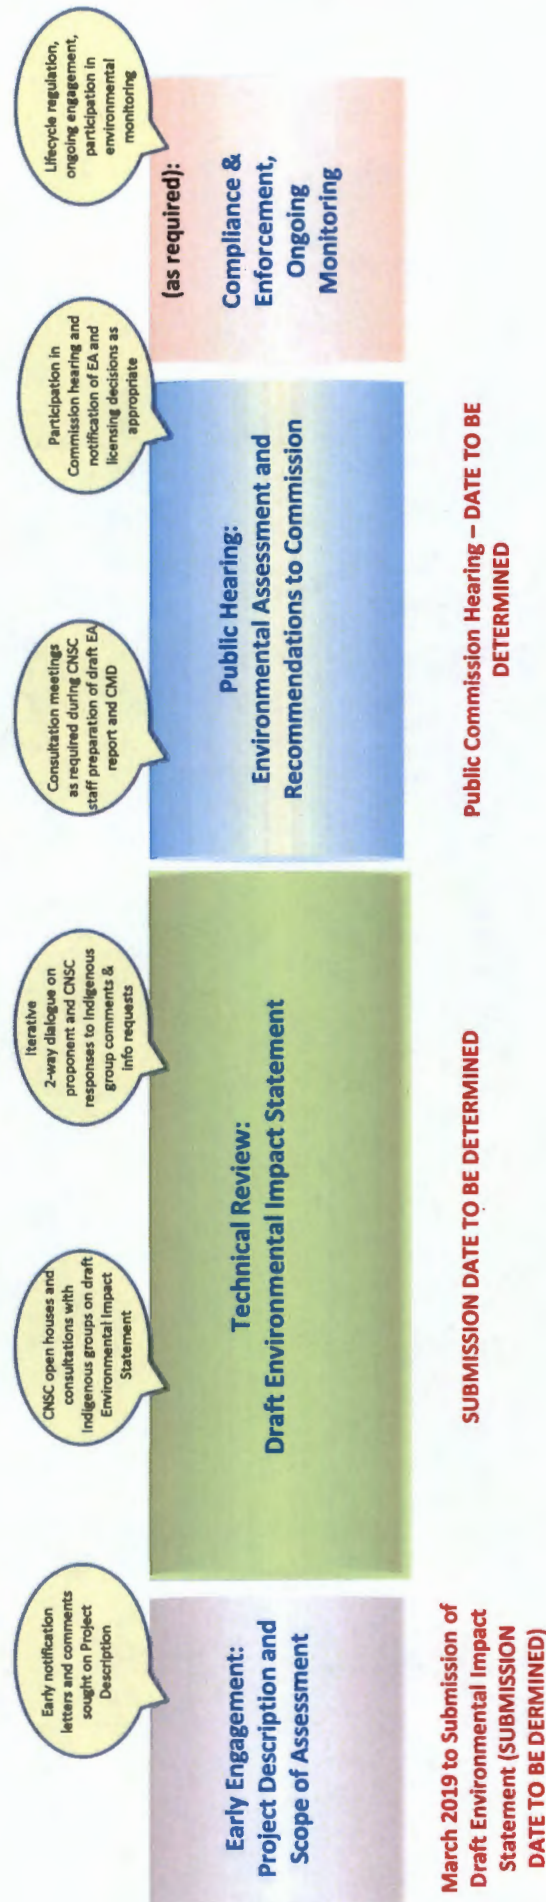 Early notification
letters and comments
sought on Project
Description
CNSC open houses and
consultations with
Indigenous groups on draft
Environmental Impact
Statement
Iterative
2-way dialogue on
proponent and CNSC
responses to Indigenous
group comments &
info requests
Consultation meetings
as required during CNSC
staff preparation of draft EA
report and CMD
Participation in
Commission hearing and
notification of EA and
licensing decisions as
appropriate
Lifecycle regulation,
ongoing engagement,
participation in
environmental
monitoring
Early Engagement:
Project Description and
Scope of Assessment
Technical Review:
Draft Environmental Impact Statement
Public Hearing:
Environmental Assessment and
Recommendations to Commission
(as required):
Compliance &
Enforcement,
Ongoing
Monitoring
March 2019 to Submission of
Draft Environmental Impact
Statement (SUBMISSION
DATE TO BE DERMINED)
SUBMISSION DATE TO BE DETERMINED
Public Commission Hearing – DATE TO BE
DETERMINED